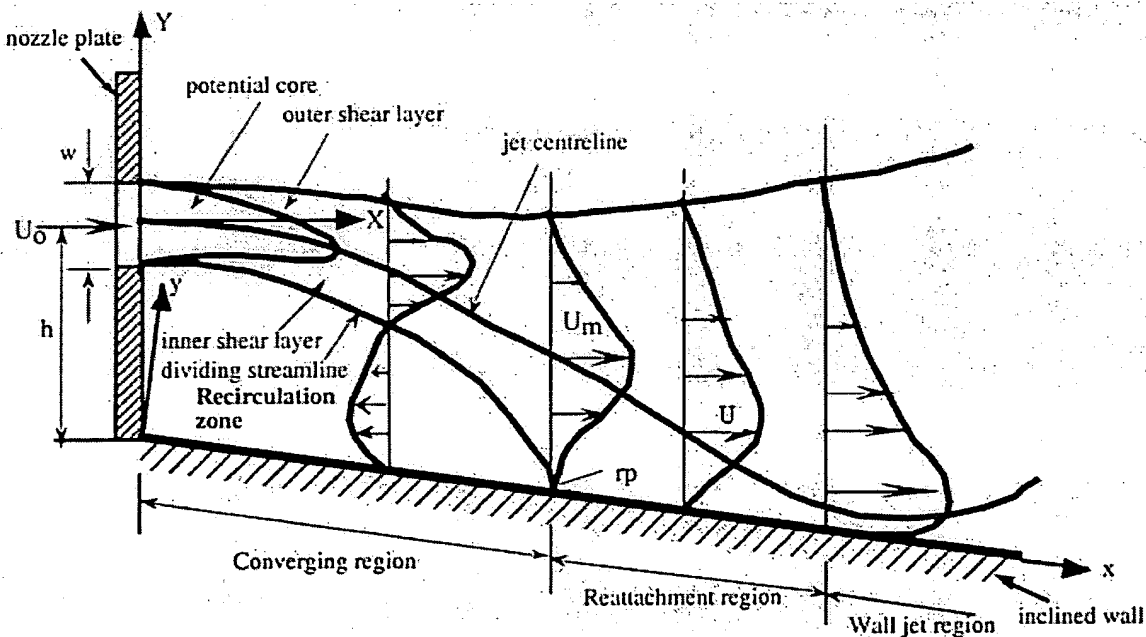 Y
nozzle plate
potential core
outer shear layer
jet centreline
w
X
U₀
y
h
U_m
inner shear layer
dividing streamline
Recirculation
zone
U
rp
Converging region
x
Reattachment region
inclined wall
Wall jet region